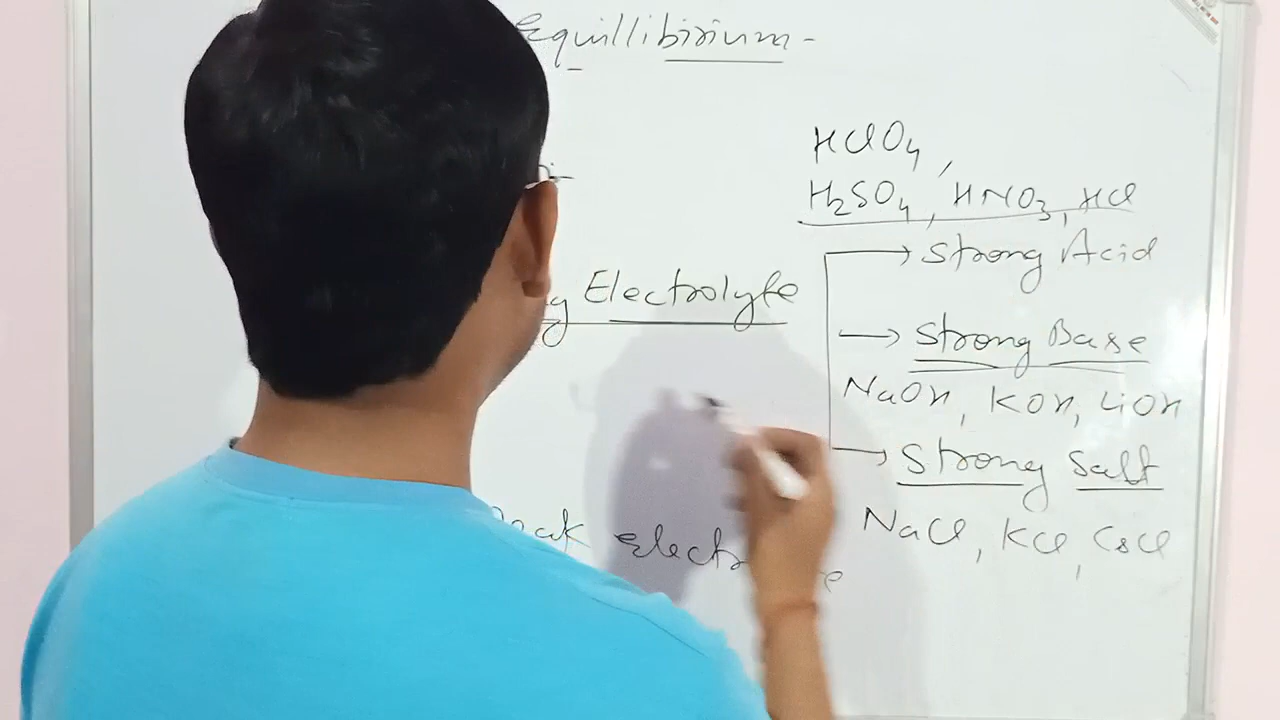 Equillibirium -
HClO4,
H2SO4, HNO3, HCl
→ Strong Acid
Electrolyte
→ Strong Base
NaOH, KOH, LiOH
→ Strong Salt
NaCl, KCl, CsCl